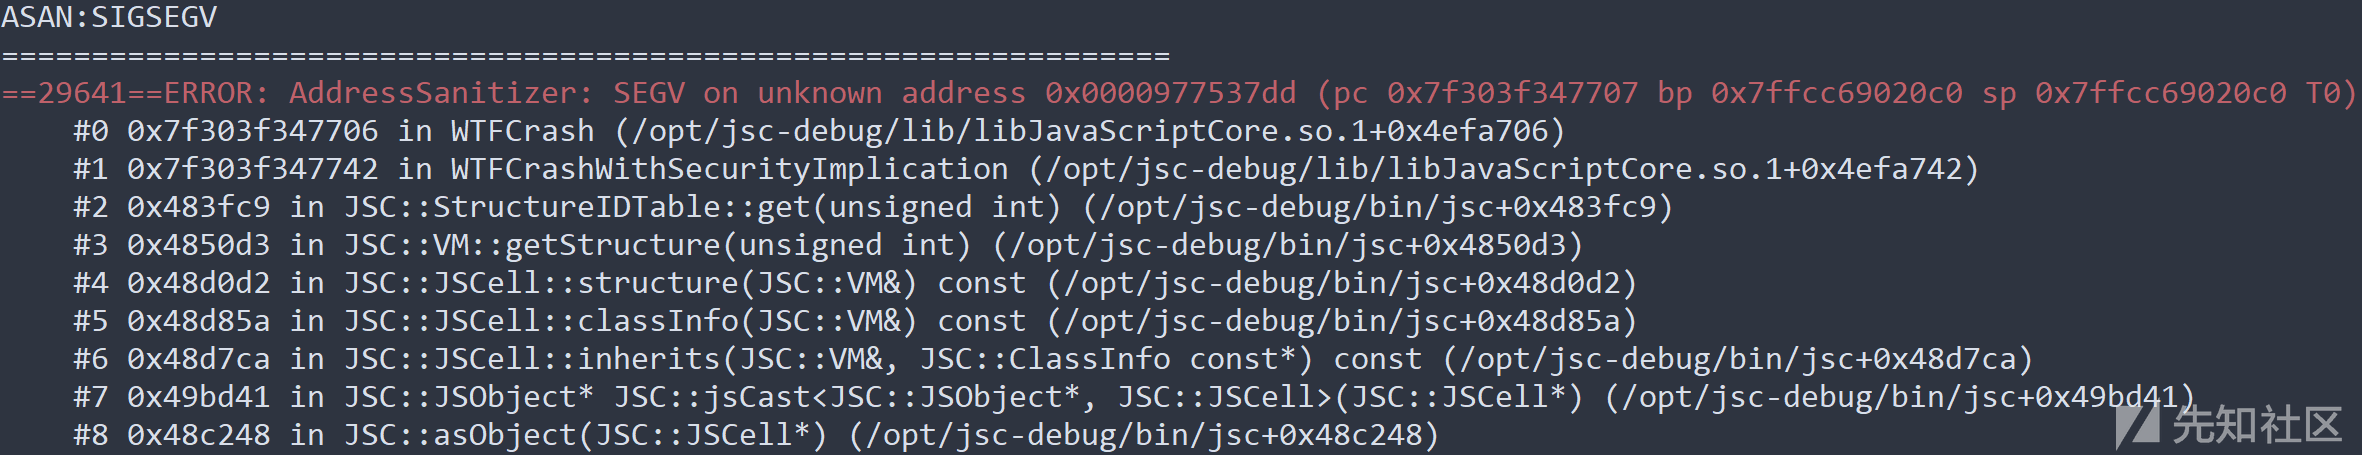 ASAN:SIGSEGV
=================================================================
==29641==ERROR: AddressSanitizer: SEGV on unknown address 0x0000977537dd (pc 0x7f303f347707 bp 0x7ffcc69020c0 sp 0x7ffcc69020c0 T0)
    #0 0x7f303f347706 in WTFCrash (/opt/jsc-debug/lib/libJavaScriptCore.so.1+0x4efa706)
    #1 0x7f303f347742 in WTFCrashWithSecurityImplication (/opt/jsc-debug/lib/libJavaScriptCore.so.1+0x4efa742)
    #2 0x483fc9 in JSC::StructureIDTable::get(unsigned int) (/opt/jsc-debug/bin/jsc+0x483fc9)
    #3 0x4850d3 in JSC::VM::getStructure(unsigned int) (/opt/jsc-debug/bin/jsc+0x4850d3)
    #4 0x48d0d2 in JSC::JSCell::structure(JSC::VM&) const (/opt/jsc-debug/bin/jsc+0x48d0d2)
    #5 0x48d85a in JSC::JSCell::classInfo(JSC::VM&) const (/opt/jsc-debug/bin/jsc+0x48d85a)
    #6 0x48d7ca in JSC::JSCell::inherits(JSC::VM&, JSC::ClassInfo const*) const (/opt/jsc-debug/bin/jsc+0x48d7ca)
    #7 0x49bd41 in JSC::JSObject* JSC::jsCast<JSC::JSObject*, JSC::JSCell>(JSC::JSCell*) (/opt/jsc-debug/bin/jsc+0x49bd41)
    #8 0x48c248 in JSC::asObject(JSC::JSCell*) (/opt/jsc-debug/bin/jsc+0x48c248)
先知社区